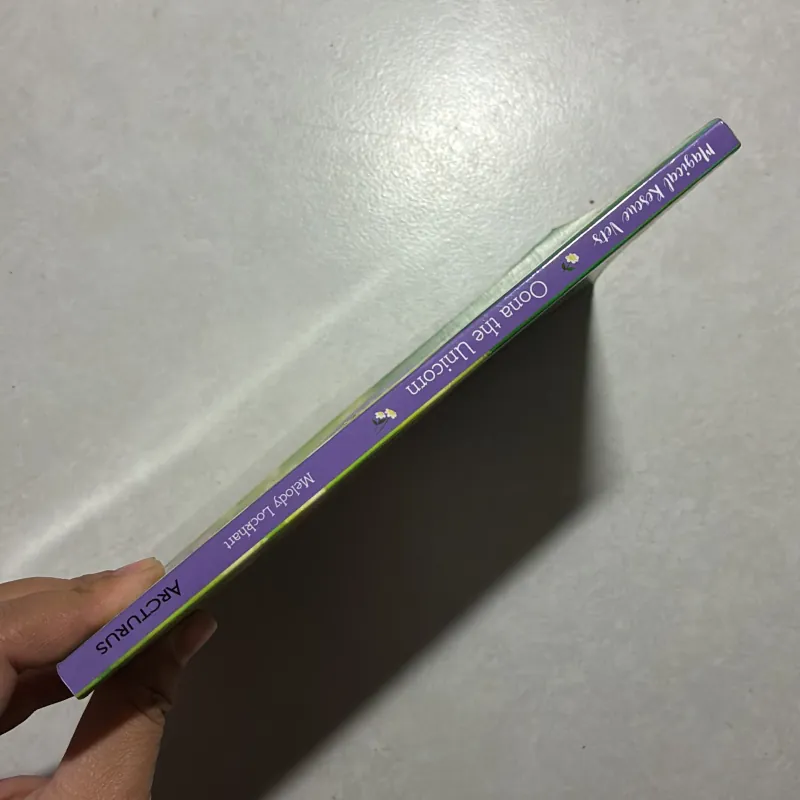 Magical Rescue Vets
Oona the Unicorn
Melody Lockhart
ARCTURUS